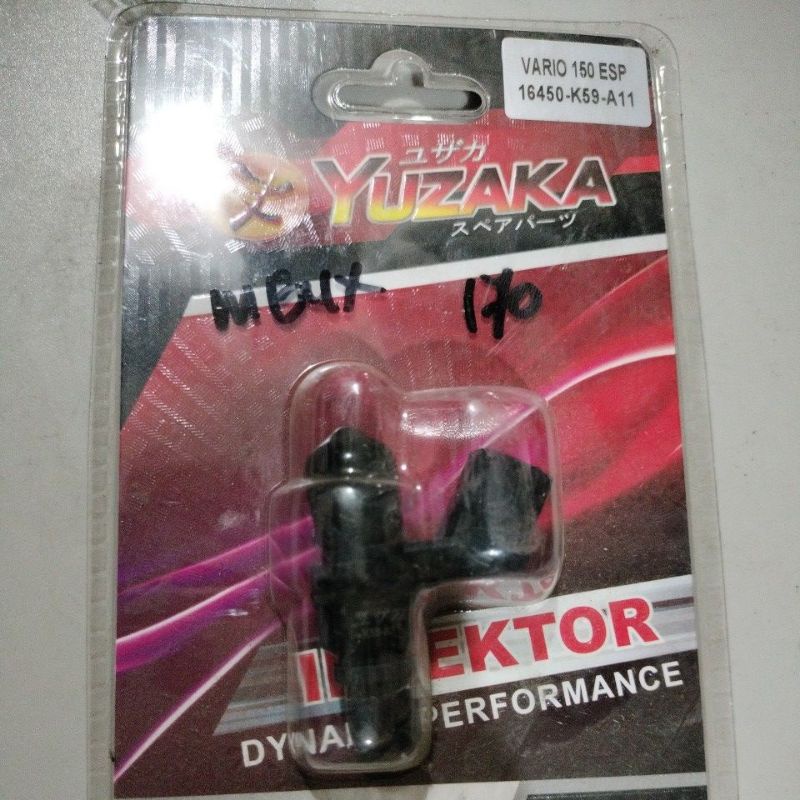 VARIO 150 ESP
16450-K59-A11
ユザカ
YUZAKA
スペアパーツ
170
DYNA PERFORMANCE